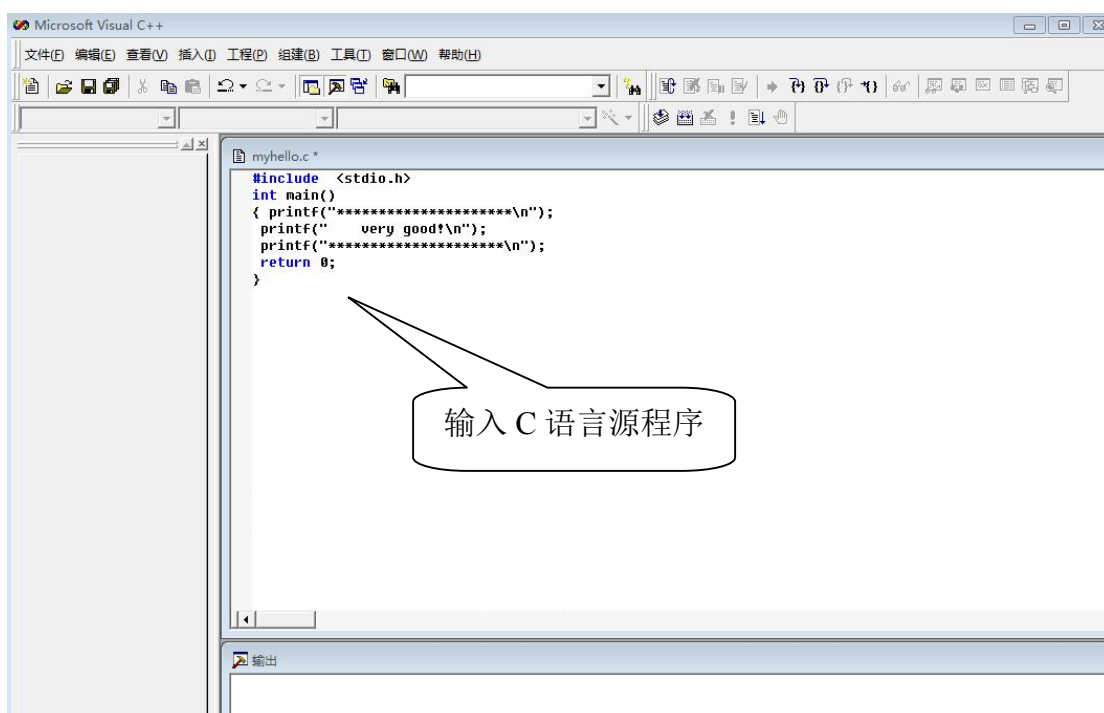 Microsoft Visual C++
文件(F) 编辑(E) 查看(V) 插入(I) 工程(P) 组建(B) 工具(T) 窗口(W) 帮助(H)
myhello.c *
#include  <stdio.h>
int main()
{ printf("*********************\n");
printf("    very good!\n");
printf("*********************\n");
return 0;
}
输入 C 语言源程序
输出